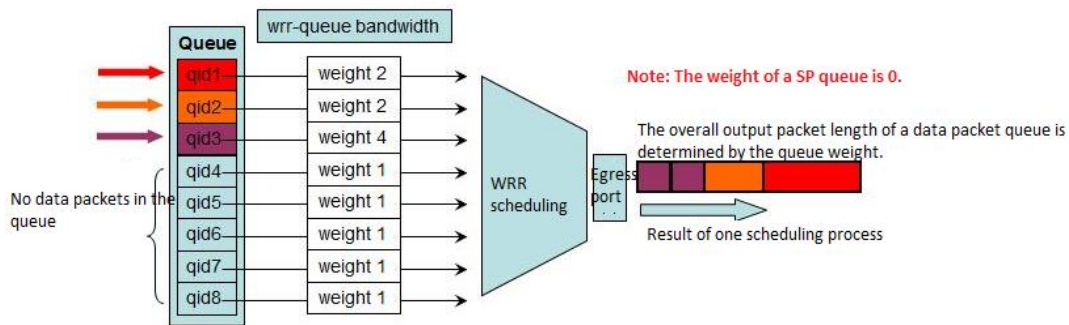 wrr-queue bandwidth
Queue
qid1 weight 2
qid2 weight 2
qid3 weight 4
qid4 weight 1
qid5 weight 1
qid6 weight 1
qid7 weight 1
qid8 weight 1
No data packets in the
queue
WRR
scheduling
Egress
port
Note: The weight of a SP queue is 0.
The overall output packet length of a data packet queue is
determined by the queue weight.
Result of one scheduling process